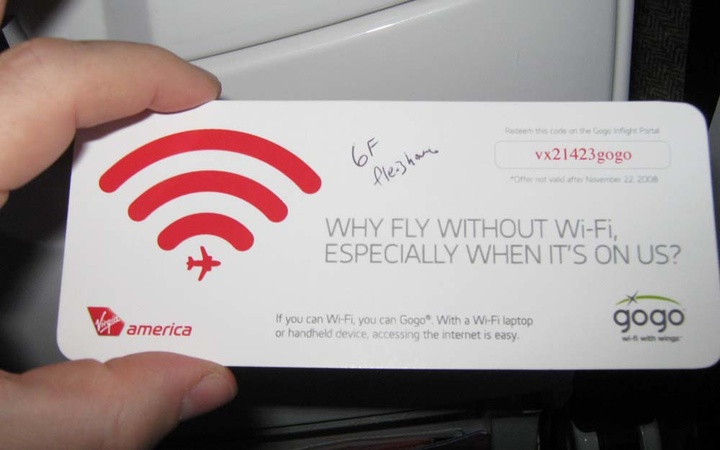 6F
Redeem this code on the Gogo Inflight Portal
vx21423gogo
*Offer not valid after November 22, 2008
WHY FLY WITHOUT Wi-Fi,
ESPECIALLY WHEN IT'S ON US?
Virgin america
If you can Wi-Fi, you can Gogo®. With a Wi-Fi laptop
or handheld device, accessing the internet is easy.
gogo
wi-fi with wings™